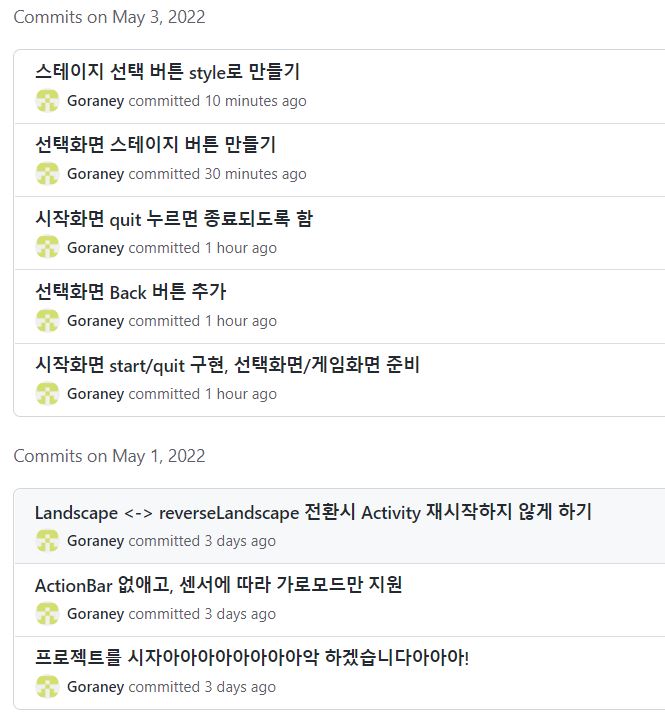 Commits on May 3, 2022
스테이지 선택 버튼 style로 만들기
Goraney committed 10 minutes ago
선택화면 스테이지 버튼 만들기
Goraney committed 30 minutes ago
시작화면 quit 누르면 종료되도록 함
Goraney committed 1 hour ago
선택화면 Back 버튼 추가
Goraney committed 1 hour ago
시작화면 start/quit 구현, 선택화면/게임화면 준비
Goraney committed 1 hour ago
Commits on May 1, 2022
Landscape <-> reverseLandscape 전환시 Activity 재시작하지 않게 하기
Goraney committed 3 days ago
ActionBar 없애고, 센서에 따라 가로모드만 지원
Goraney committed 3 days ago
프로젝트를 시자아아아아아아아아악 하겠습니다아아아!
Goraney committed 3 days ago